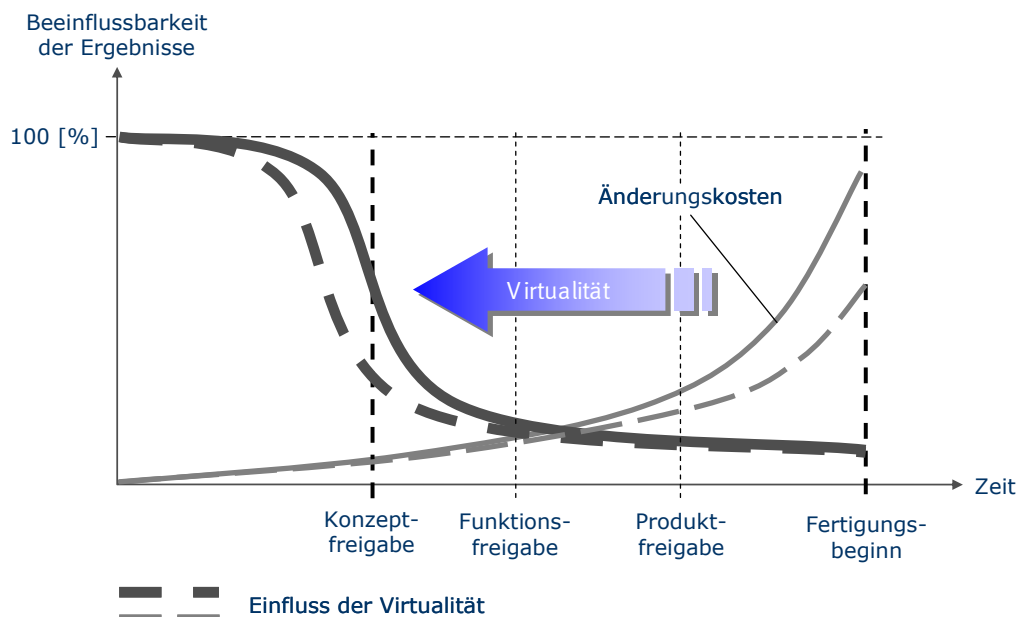 Beeinflussbarkeit
der Ergebnisse
100 [%]
Änderungskosten
Virtualität
Zeit
Konzept-
freigabe
Funktions-
freigabe
Produkt-
freigabe
Fertigungs-
beginn
Einfluss der Virtualität